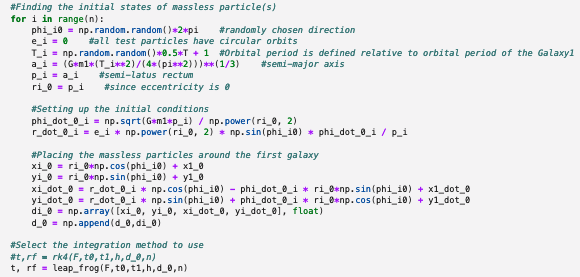 #Finding the initial states of massless particle(s)
for i in range(n):
    phi_i0 = np.random.random()*2*pi    #randomly chosen direction
    e_i = 0    #all test particles have circular orbits
    T_i = np.random.random()*0.5*T + 1  #Orbital period is defined relative to orbital period of the Galaxy1
    a_i = (G*m1*(T_i**2)/(4*(pi**2)))**(1/3)    #semi-major axis
    p_i = a_i    #semi-latus rectum
    ri_0 = p_i    #since eccentricity is 0

    #Setting up the initial conditions
    phi_dot_0_i = np.sqrt(G*m1*p_i) / np.power(ri_0, 2)
    r_dot_0_i = e_i * np.power(ri_0, 2) * np.sin(phi_i0) * phi_dot_0_i / p_i

    #Placing the massless particles around the first galaxy
    xi_0 = ri_0*np.cos(phi_i0) + x1_0
    yi_0 = ri_0*np.sin(phi_i0) + y1_0
    xi_dot_0 = r_dot_0_i * np.cos(phi_i0) - phi_dot_0_i * ri_0*np.sin(phi_i0) + x1_dot_0
    yi_dot_0 = r_dot_0_i * np.sin(phi_i0) + phi_dot_0_i * ri_0*np.cos(phi_i0) + y1_dot_0
    di_0 = np.array([xi_0, yi_0, xi_dot_0, yi_dot_0], float)
    d_0 = np.append(d_0,di_0)

#Select the integration method to use
#t,rf = rk4(F,t0,t1,h,d_0,n)
t, rf = leap_frog(F,t0,t1,h,d_0,n)